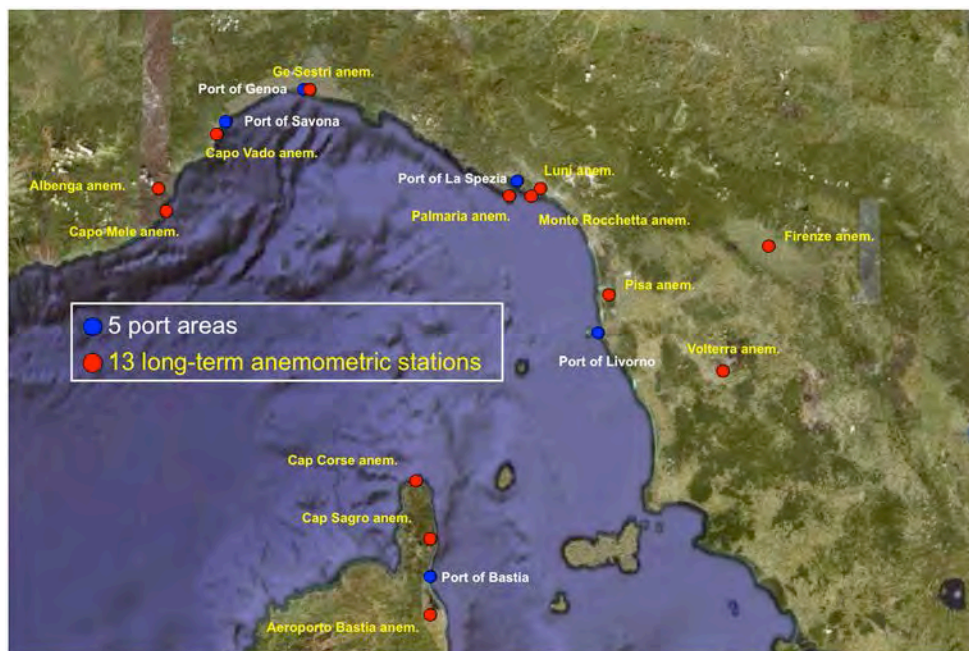 Ge Sestri anem.
Port of Genoa
Port of Savona
Capo Vado anem.
Albenga anem.
Capo Mele anem.
Port of La Spezia
Luni anem.
Palmaria anem.
Monte Rocchetta anem.
Firenze anem.
Pisa anem.
5 port areas
13 long-term anemometric stations
Port of Livorno
Volterra anem.
Cap Corse anem.
Cap Sagro anem.
Port of Bastia
Aeroporto Bastia anem.